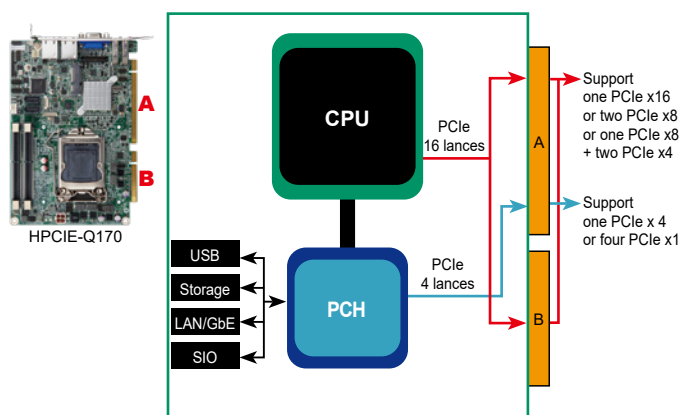 A
B
HPCIE-Q170
CPU
PCIe
16 lances
A
Support
one PCIe x16
or two PCIe x8
or one PCIe x8
+ two PCIe x4
Support
one PCIe x 4
or four PCIe x1
USB
Storage
LAN/GbE
SIO
PCH
PCIe
4 lances
B